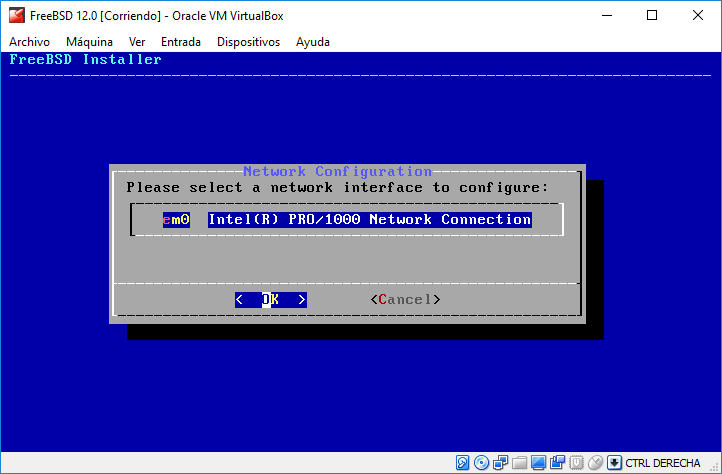 FreeBSD 12.0 [Corriendo] - Oracle VM VirtualBox
Archivo Máquina Ver Entrada Dispositivos Ayuda
FreeBSD Installer
Network Configuration
Please select a network interface to configure:
em0 Intel(R) PRO/1000 Network Connection
< OK > <Cancel>
CTRL DERECHA